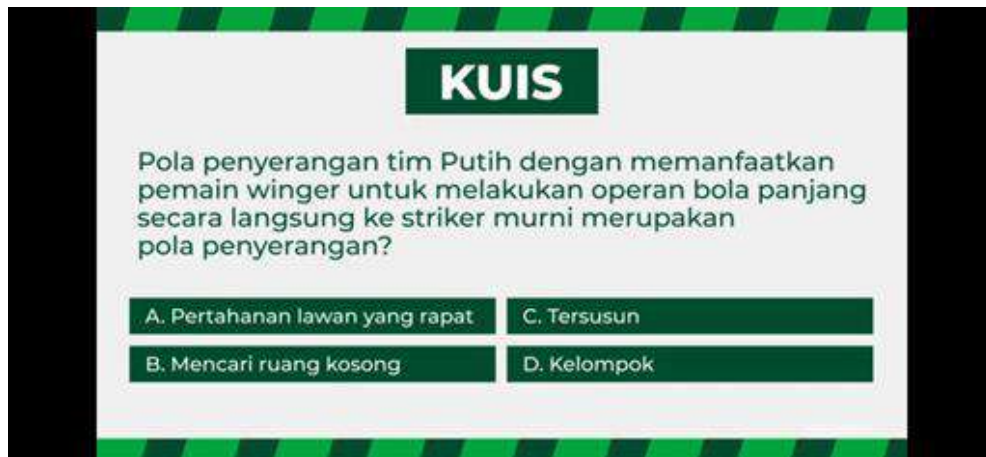 KUIS
Pola penyerangan tim Putih dengan memanfaatkan
pemain winger untuk melakukan operan bola panjang
secara langsung ke striker murni merupakan
pola penyerangan?
A. Pertahanan lawan yang rapat
B. Mencari ruang kosong
C. Tersusun
D. Kelompok